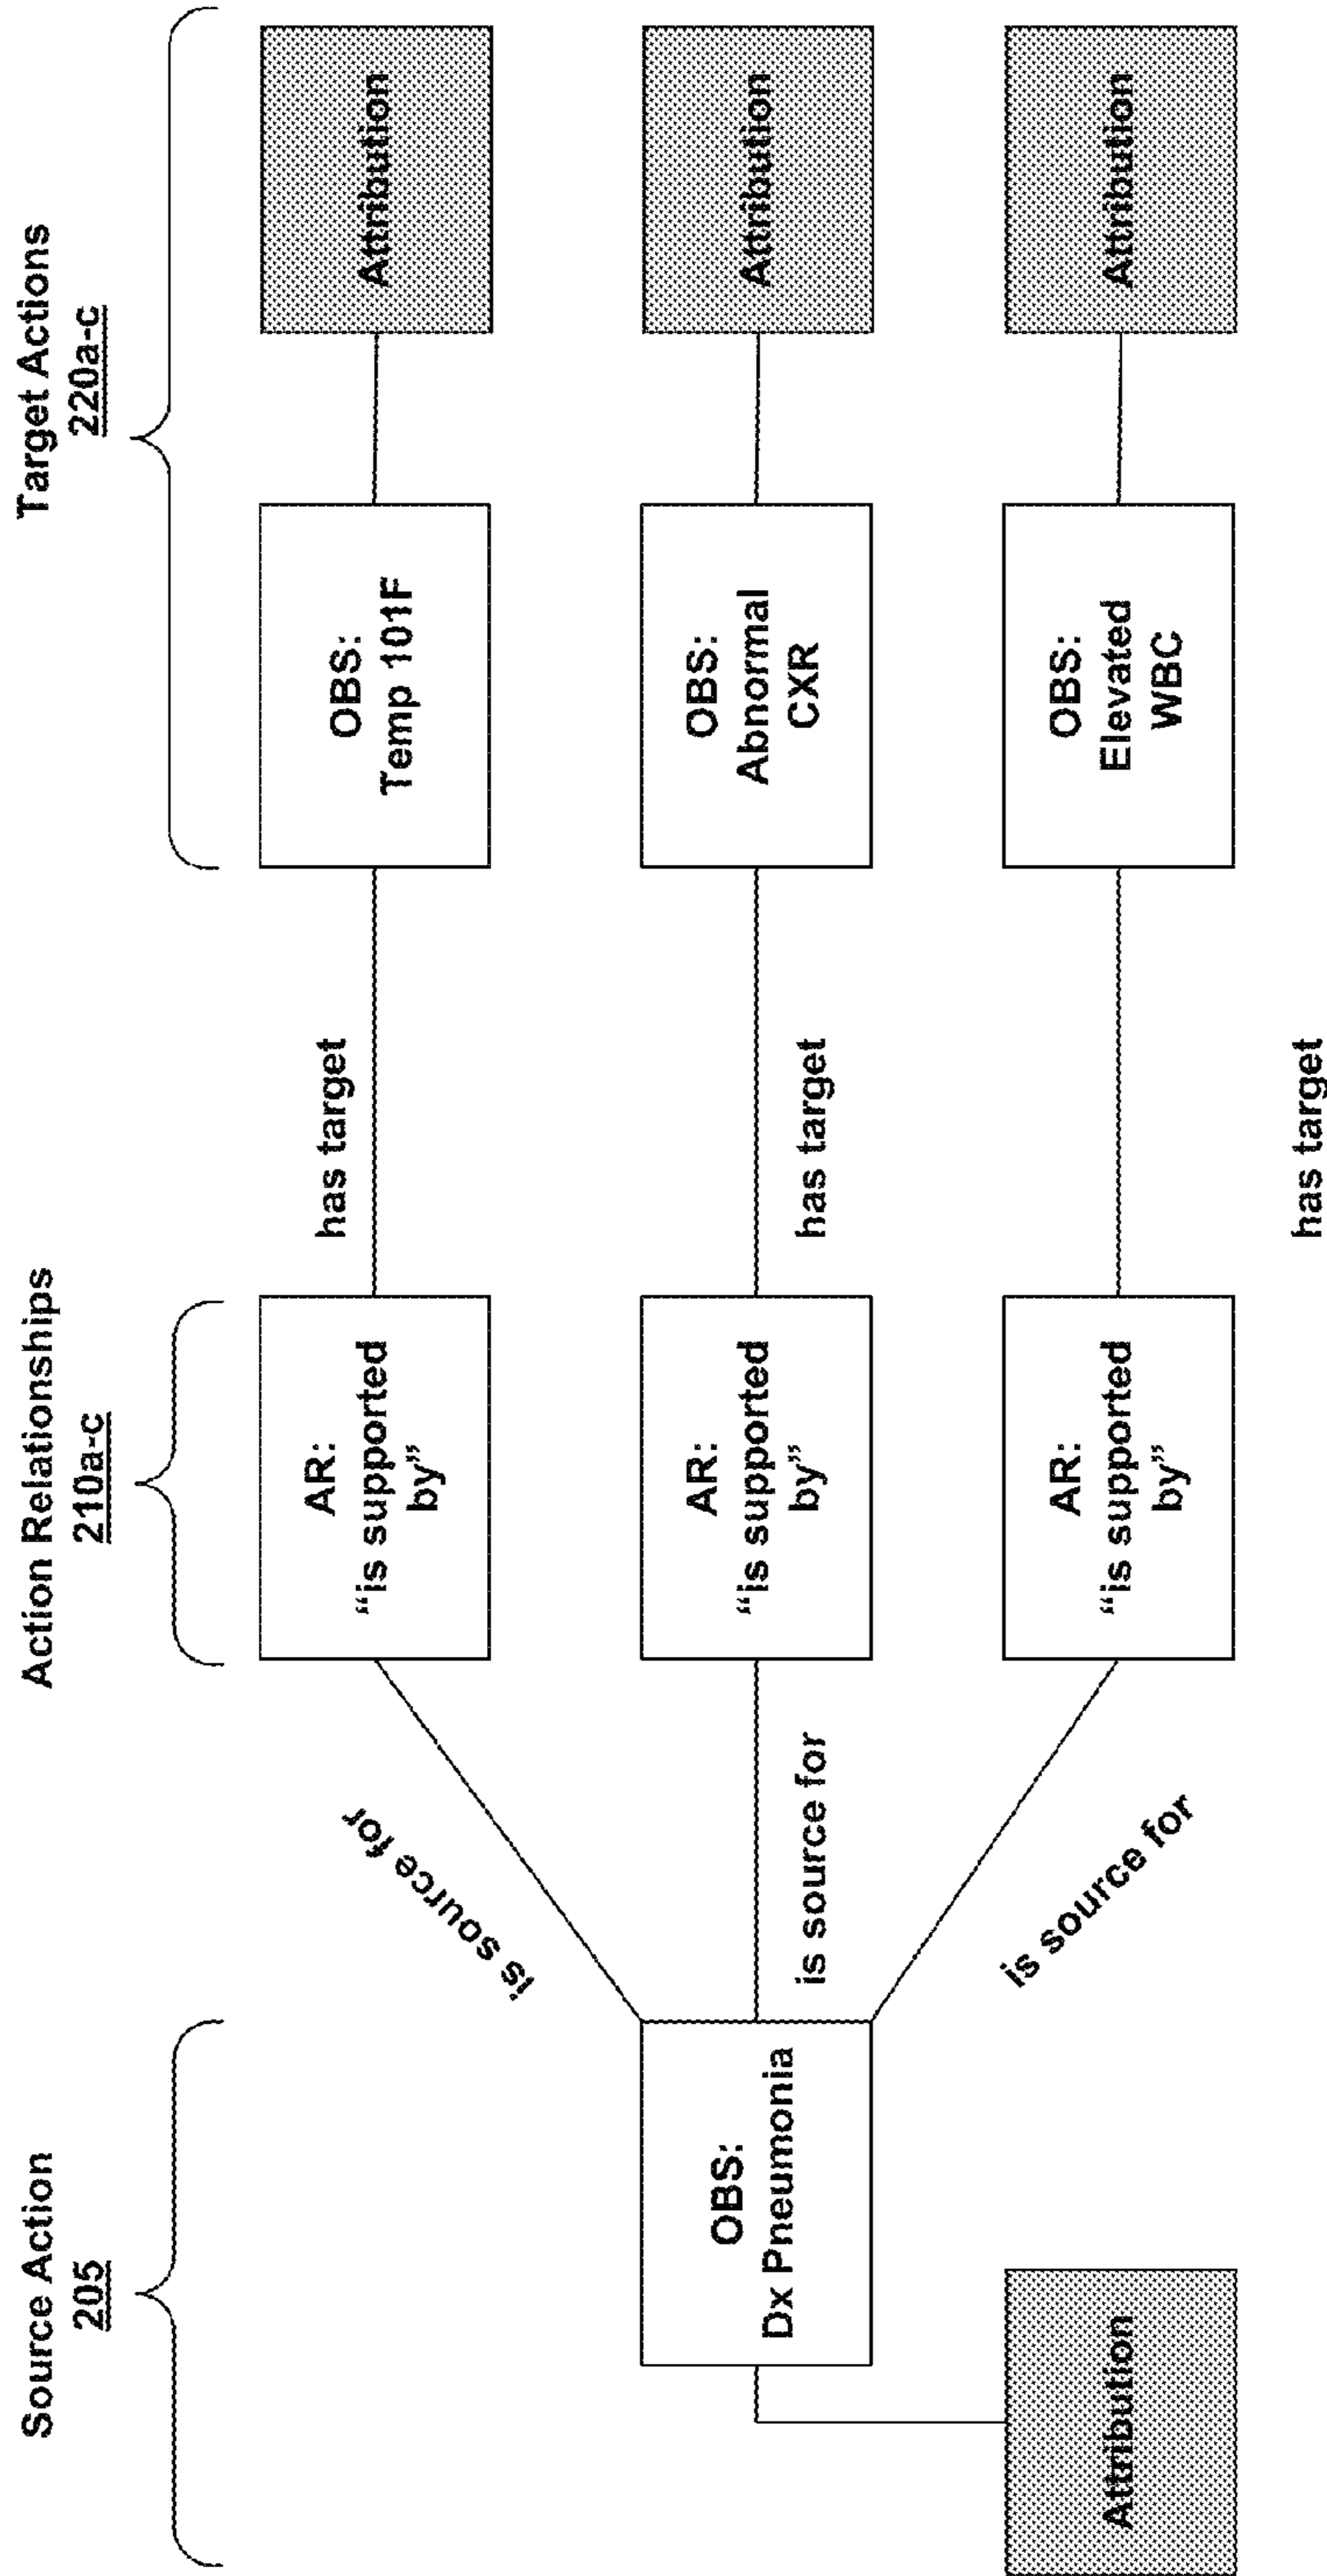 Source Action
205
Action Relationships
210a-c
Target Actions
220a-c
OBS:
Dx Pneumonia
Attribution
is source for
is source for
is source for
AR:
“is supported
by”
AR:
“is supported
by”
AR:
“is supported
by”
has target
has target
has target
OBS:
Temp 101F
OBS:
Abnormal
CXR
OBS:
Elevated
WBC
Attribution
Attribution
Attribution